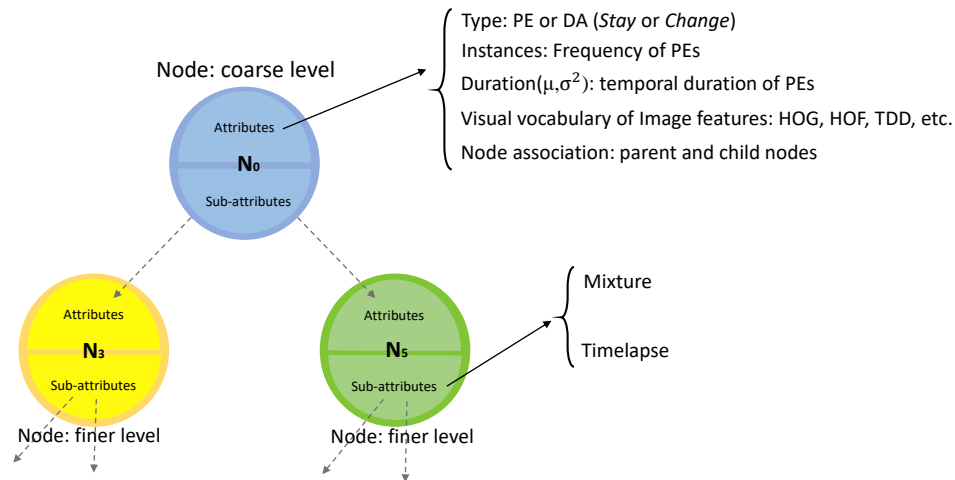 Type: PE or DA (Stay or Change)
Instances: Frequency of PEs
Node: coarse level
Duration(μ,σ²): temporal duration of PEs
Attributes
Visual vocabulary of Image features: HOG, HOF, TDD, etc.
N₀
Node association: parent and child nodes
Sub-attributes
Mixture
Attributes
Attributes
N₃
N₅
Timelapse
Sub-attributes
Sub-attributes
Node: finer level
Node: finer level